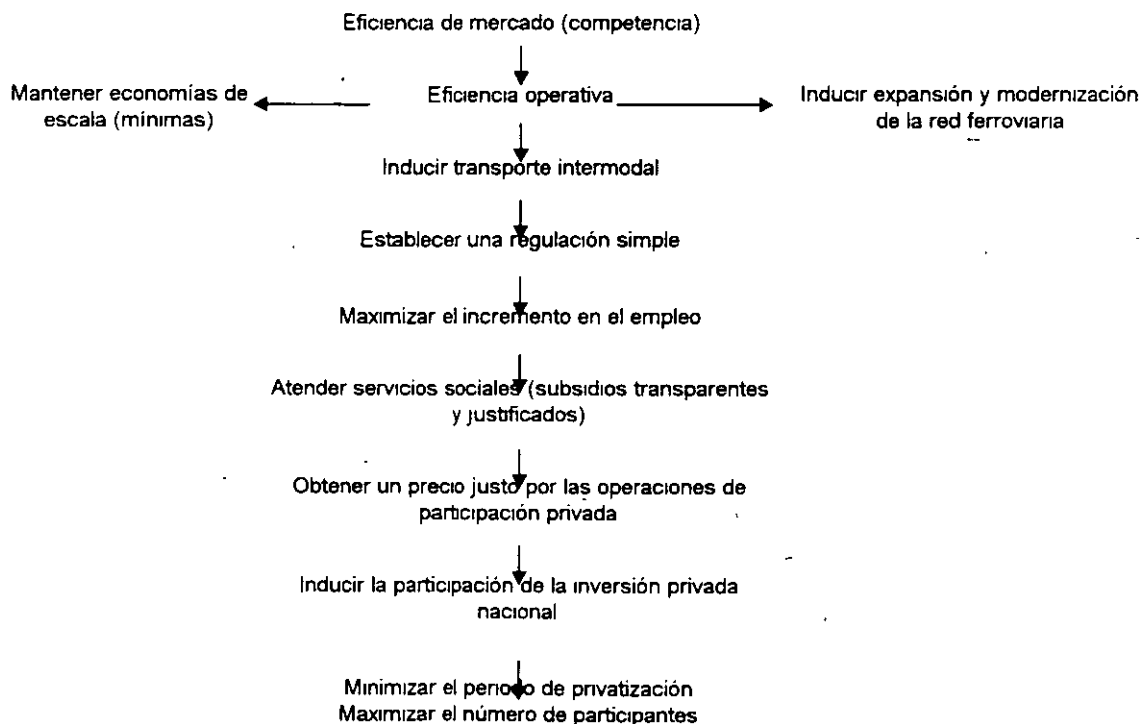 Eficiencia de mercado (competencia)
Mantener economías de
escala (mínimas)
Eficiencia operativa
Inducir expansión y modernización
de la red ferroviaria
Inducir transporte intermodal
Establecer una regulación simple
Maximizar el incremento en el empleo
Atender servicios sociales (subsidios transparentes
y justificados)
Obtener un precio justo por las operaciones de
participación privada
Inducir la participación de la inversión privada
nacional
Minimizar el periodo de privatización
Maximizar el número de participantes